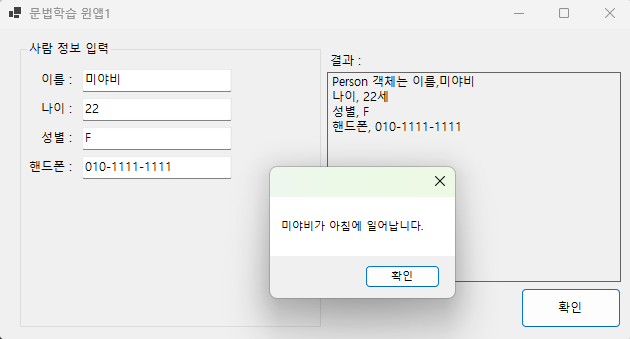 문법학습 윈앱1
사람 정보 입력
이름 : 미야비
나이 : 22
성별 : F
핸드폰 : 010-1111-1111
결과 :
Person 객체는 이름,미야비
나이, 22세
성별, F
핸드폰, 010-1111-1111
미야비가 아침에 일어납니다.
확인
확인